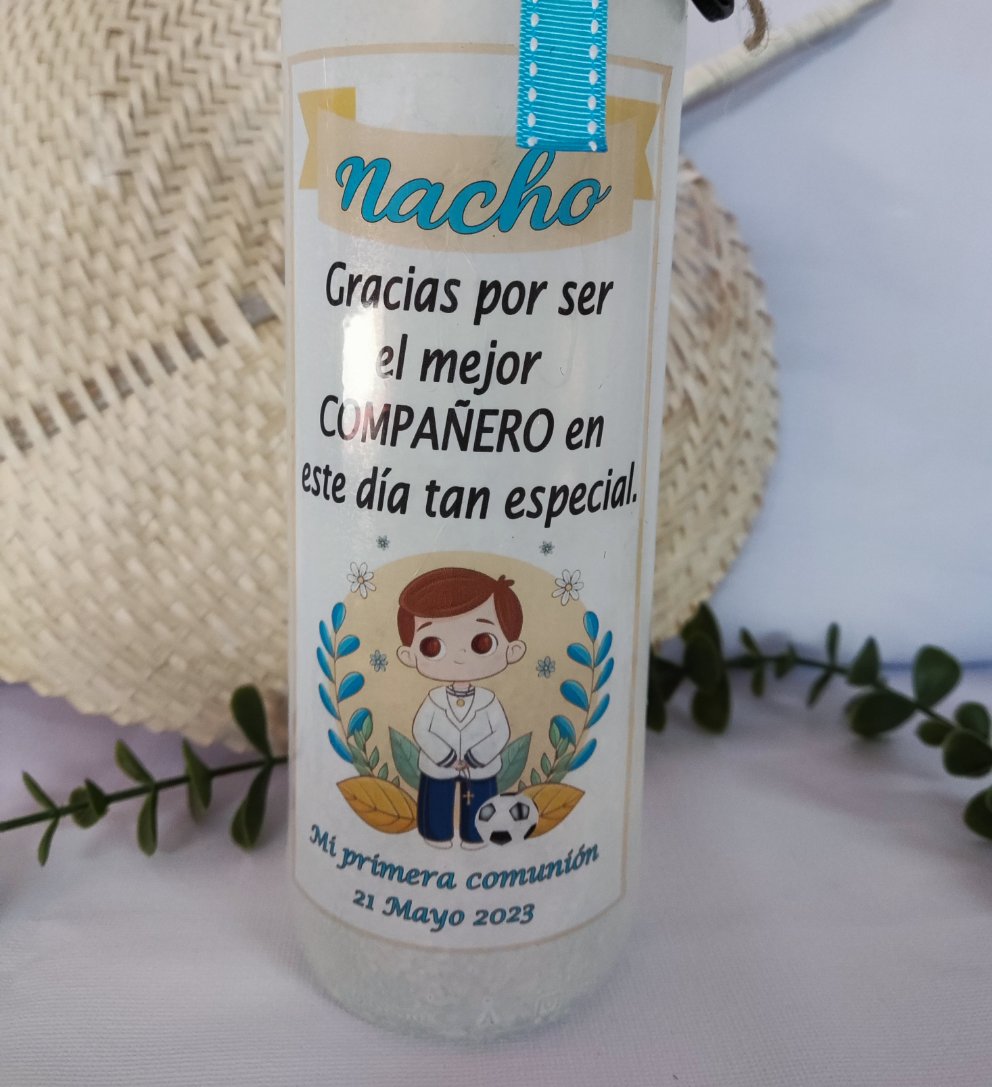 nacho
Gracias por ser
el mejor
COMPAÑERO en
este día tan especial.
Mi primera comunión
21 Mayo 2023